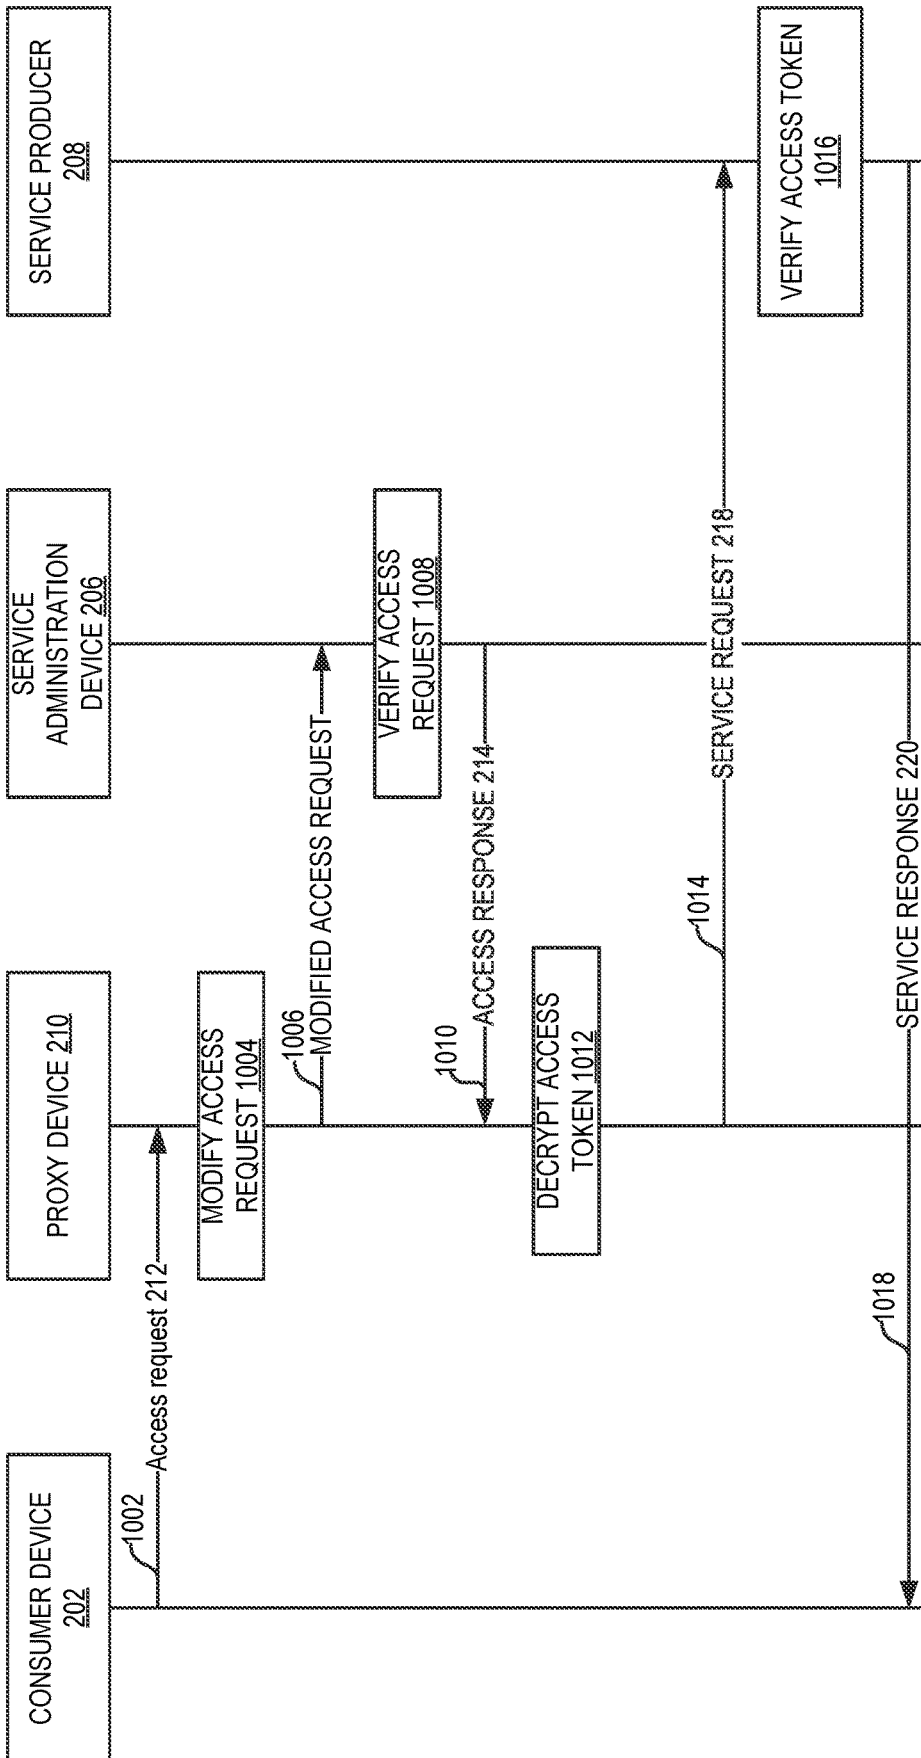 CONSUMER DEVICE
202
PROXY DEVICE 210
SERVICE
ADMINISTRATION
DEVICE 206
SERVICE PRODUCER
208
1002
Access request 212
MODIFY ACCESS
REQUEST 1004
1006
MODIFIED ACCESS REQUEST
VERIFY ACCESS
REQUEST 1008
1010
ACCESS RESPONSE 214
DECRYPT ACCESS
TOKEN 1012
1014
SERVICE REQUEST 218
VERIFY ACCESS TOKEN
1016
1018
SERVICE RESPONSE 220